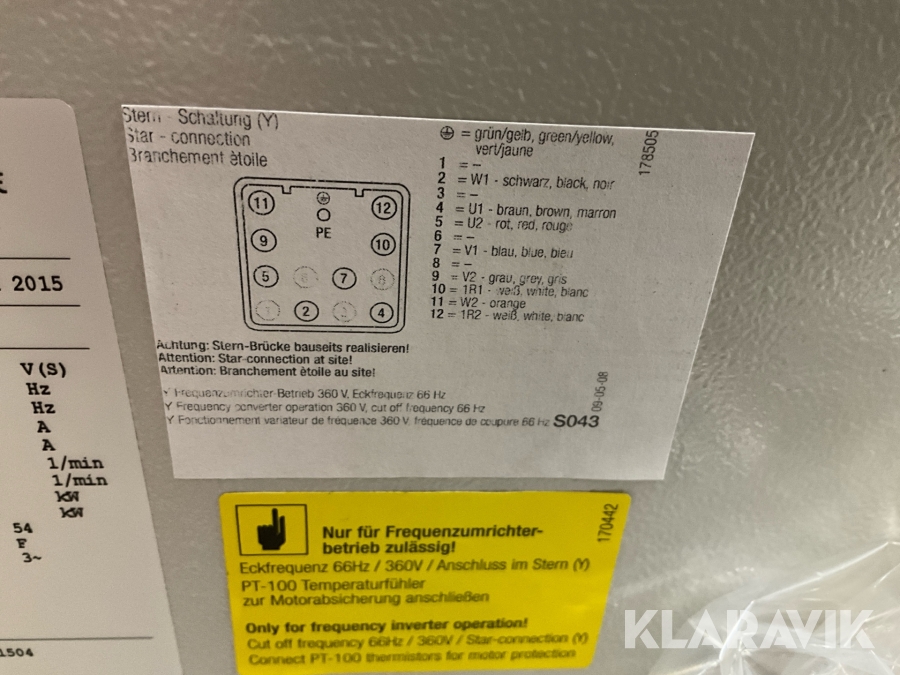 Stern - Schaltung (Y)
Star - connection
Branchement ètoile
11
12
PE
9
10
5
6
7
8
1
2
3
4
= grün/gelb, green/yellow,
vert/jaune
1 = -
2 = W1 - schwarz, black, noir
3 = -
4 = U1 - braun, brown, marron
5 = U2 - rot, red, rouge
6 = -
7 = V1 - blau, blue, bleu
8 = -
9 = V2 - grau, grey, gris
10 = 1R1 - weiß, white, blanc
11 = W2 - orange
12 = 1R2 - weiß, white, blanc
178505
Achtung: Stern-Brücke bauseits realisieren!
Attention: Star-connection at site!
Artention: Branchement ètoile au site!
Y Frequenzumrichter-Betrieb 360 V, Eckfrequenz 66 Hz
Y Frequency converter operation 360 V, cut off frequency 66 Hz
Y Fonctionnement variateur de fréquence 360 V, fréquence de coupure 66 Hz S043
09-05-08
2015
V(S)
Hz
Hz
A
A
1/min
1/min
kW
kW
54
F
3~
1504
Nur für Frequenzumrichter-
betrieb zulässig!
Eckfrequenz 66Hz / 360V / Anschluss im Stern (Y)
PT-100 Temperaturfühler
zur Motorabsicherung anschließen
Only for frequency inverter operation!
Cut off frequency 66Hz / 360V / Star-connection (Y)
Connect PT-100 thermistors for motor protection
170442
KLARAVIK